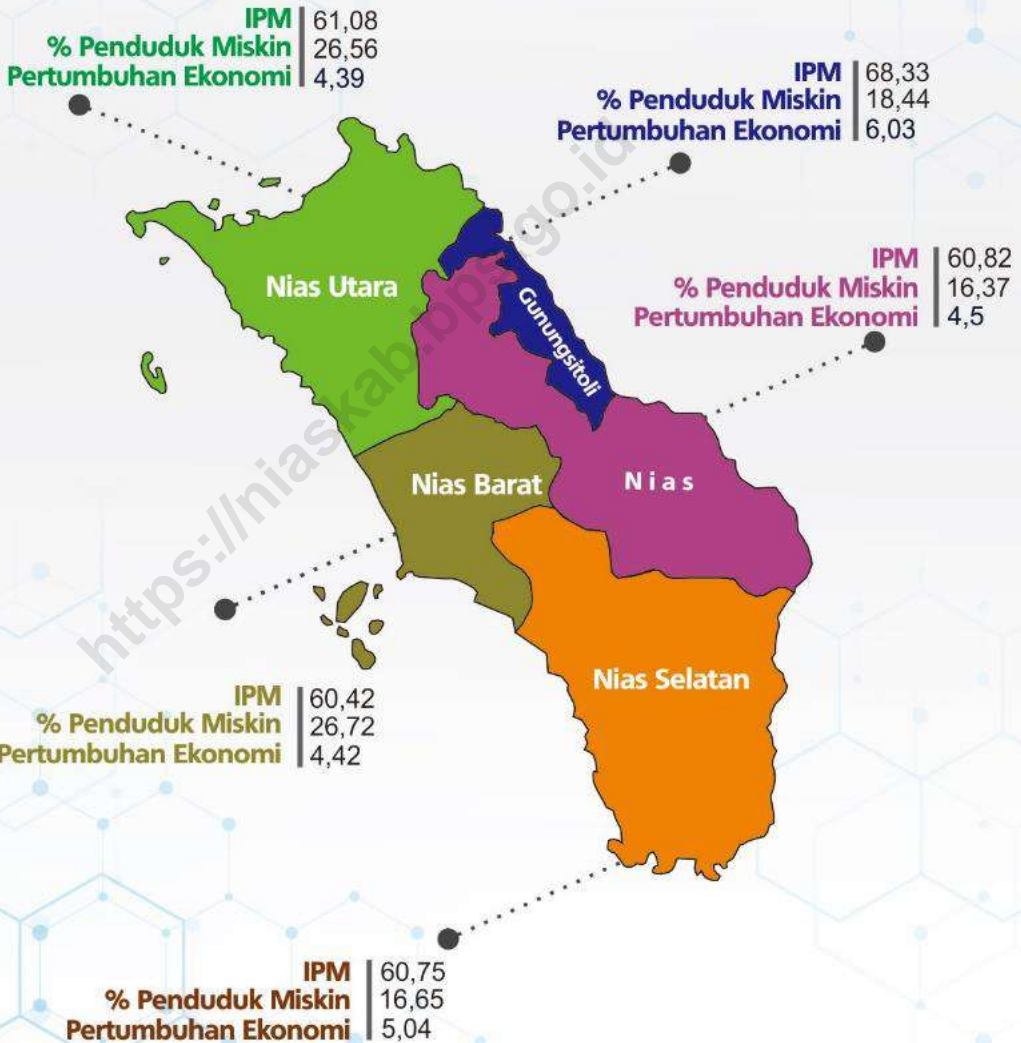 IPM 61,08
% Penduduk Miskin 26,56
Pertumbuhan Ekonomi 4,39
IPM 68,33
% Penduduk Miskin 18,44
Pertumbuhan Ekonomi 6,03
IPM 60,82
% Penduduk Miskin 16,37
Pertumbuhan Ekonomi 4,5
Nias Utara
Gunungsitoli
Nias Barat
Nias
Nias Selatan
IPM 60,42
% Penduduk Miskin 26,72
Pertumbuhan Ekonomi 4,42
IPM 60,75
% Penduduk Miskin 16,65
Pertumbuhan Ekonomi 5,04
https://niaskab.bps.go.id